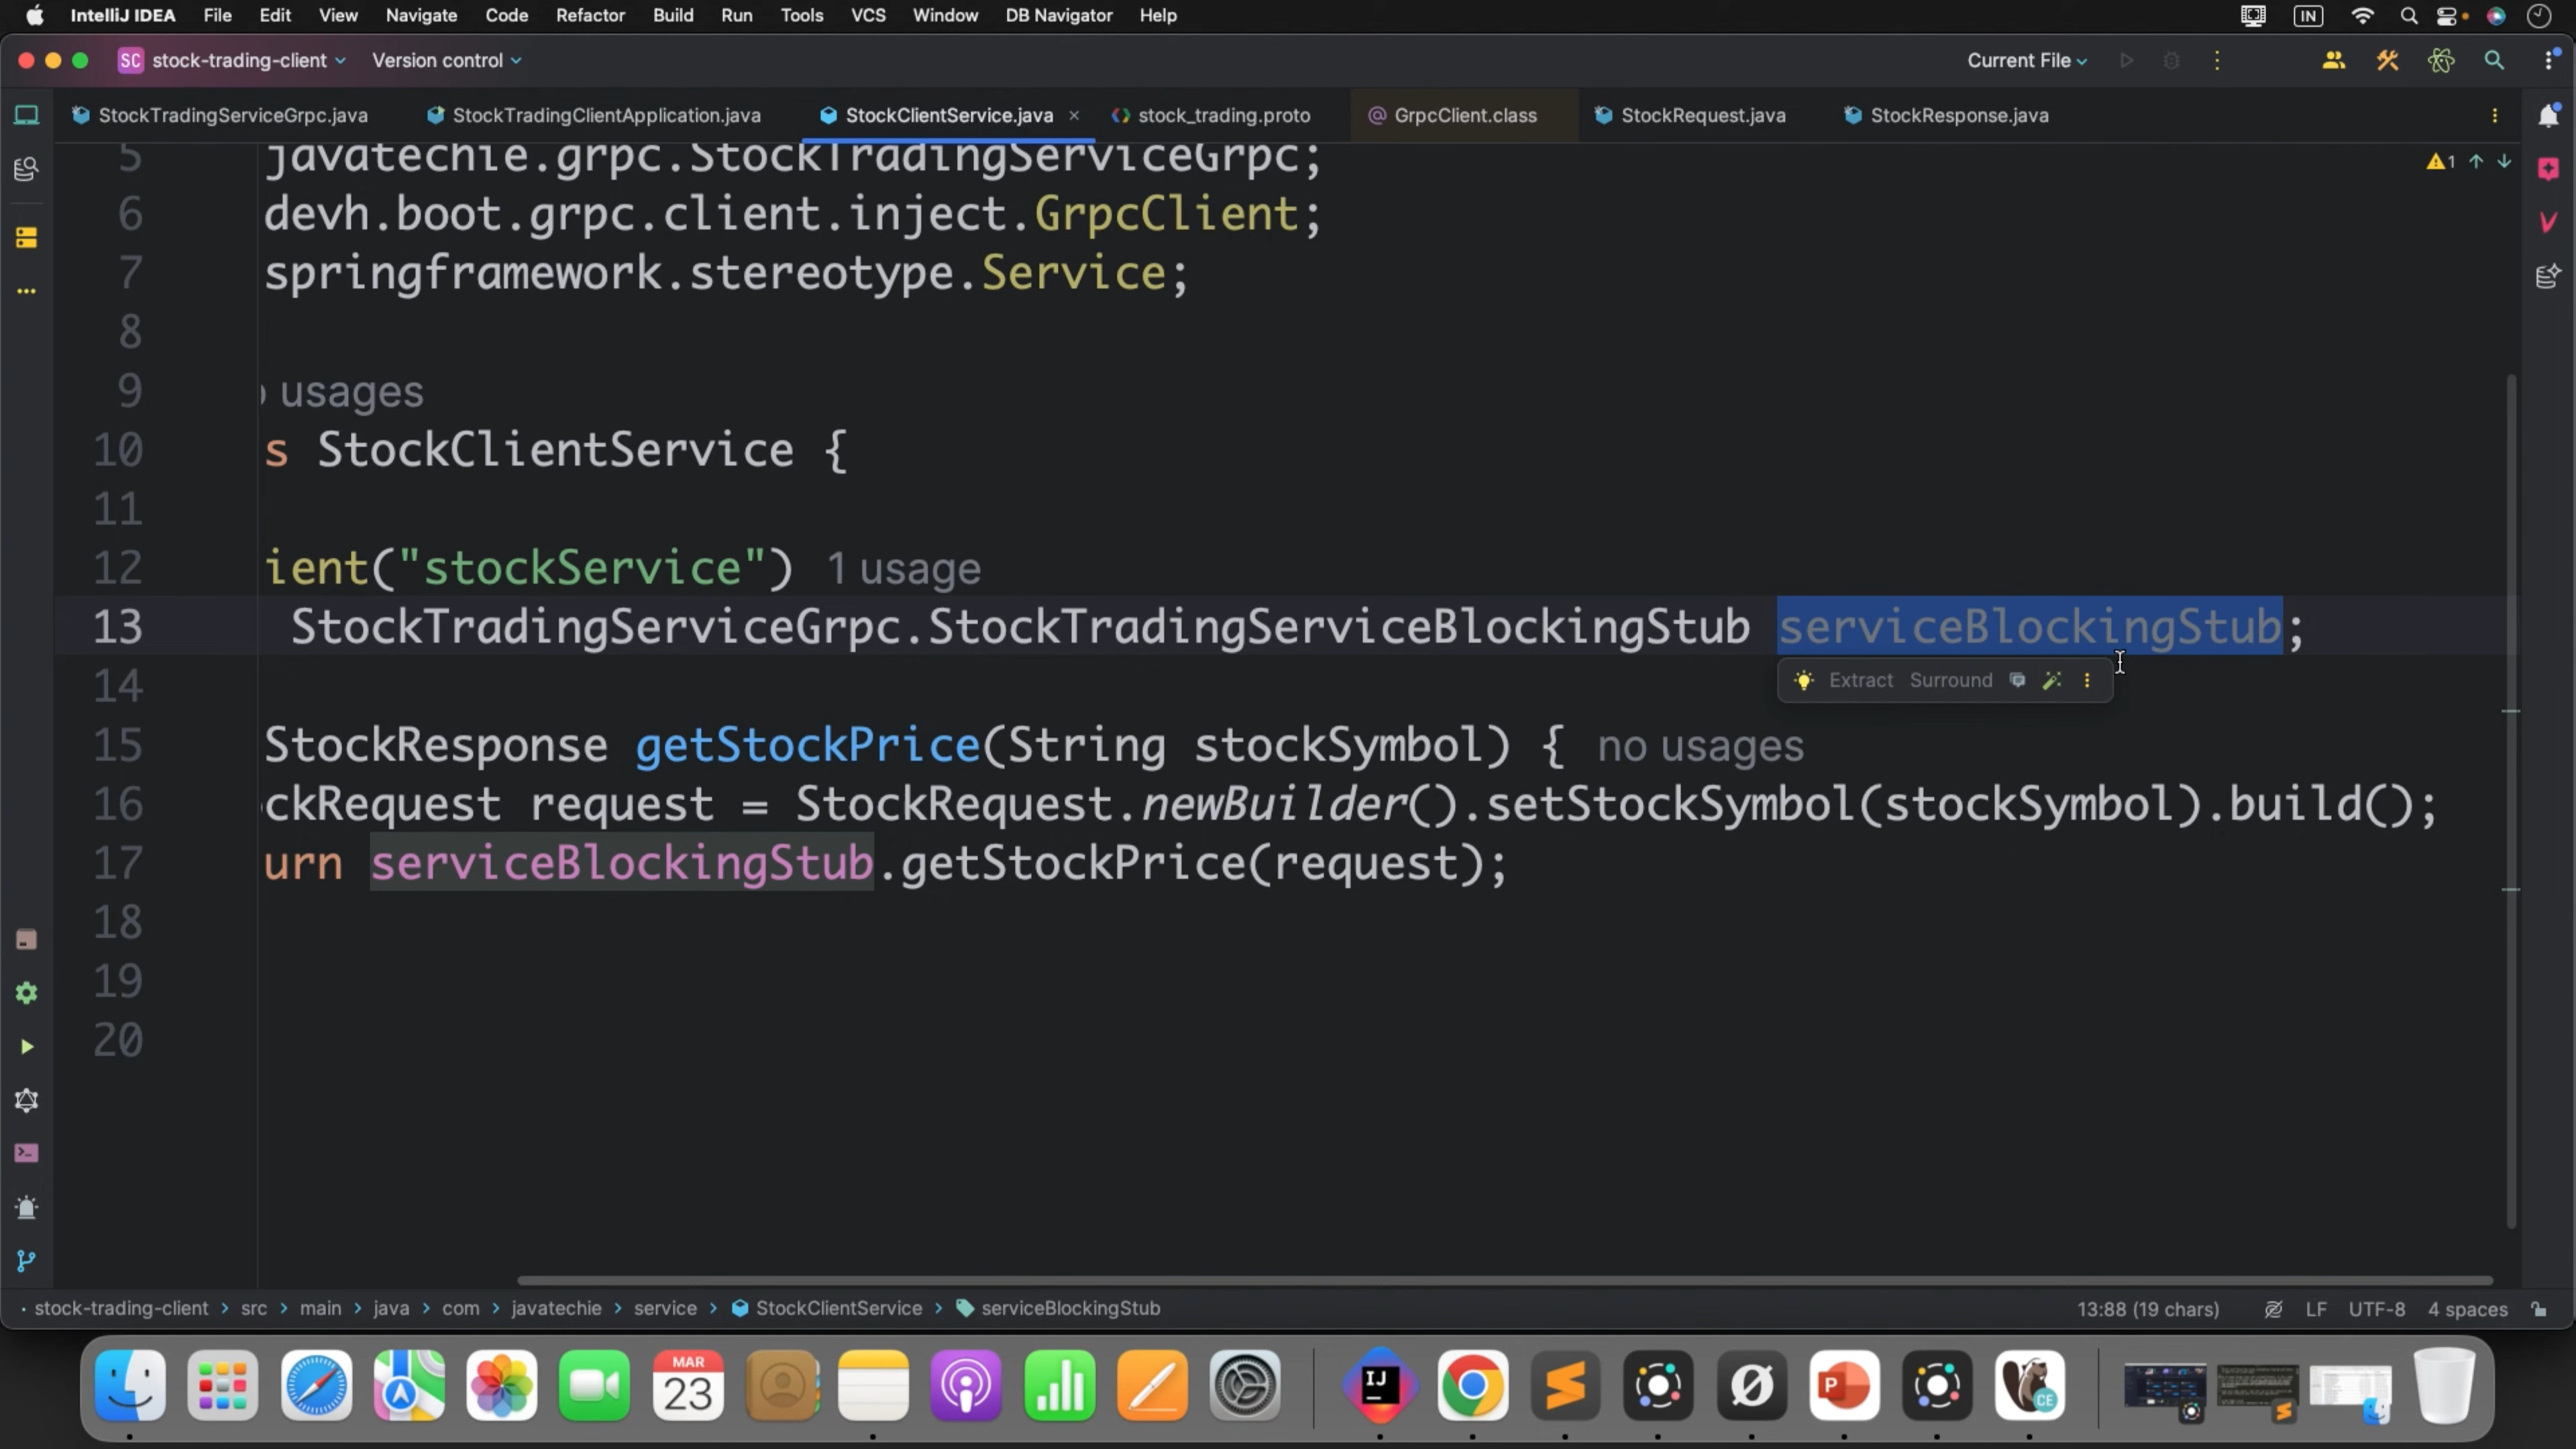 IntelliJ IDEA File Edit View Navigate Code Refactor Build Run Tools VCS Window DB Navigator Help IN
SC stock-trading-client Version control Current File
StockTradingServiceGrpc.java StockTradingClientApplication.java StockClientService.java stock_trading.proto GrpcClient.class StockRequest.java StockResponse.java
5 javatechie.grpc.StockTradingServiceGrpc; 1
6 devh.boot.grpc.client.inject.GrpcClient;
7 springframework.stereotype.Service;
8
9 usages
10 s StockClientService {
11
12 ient("stockService") 1 usage
13 StockTradingServiceGrpc.StockTradingServiceBlockingStub serviceBlockingStub;
Extract Surround
14
15 StockResponse getStockPrice(String stockSymbol) { no usages
16 ckRequest request = StockRequest.newBuilder().setStockSymbol(stockSymbol).build();
17 urn serviceBlockingStub.getStockPrice(request);
18
19
20
stock-trading-client > src > main > java > com > javatechie > service > StockClientService > serviceBlockingStub 13:88 (19 chars) LF UTF-8 4 spaces
MAR
23
IJ
P
CE